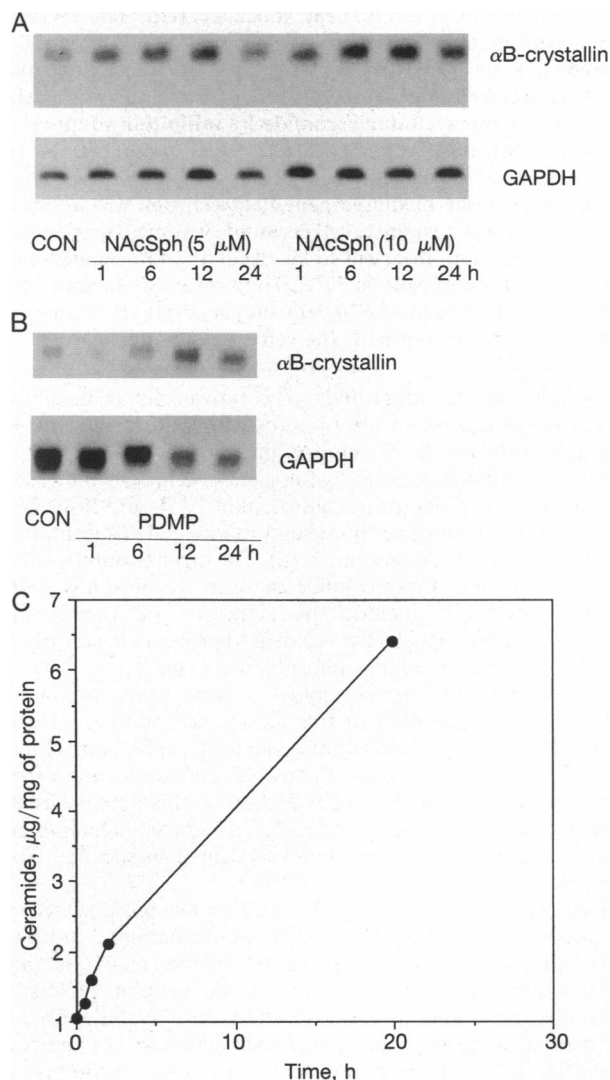 A
αB-crystallin
GAPDH
CON NAcSph (5 μM) NAcSph (10 μM)
1 6 12 24 1 6 12 24 h
B
αB-crystallin
GAPDH
CON PDMP
1 6 12 24 h
C
7
6
5
4
3
2
1
Ceramide, μg/mg of protein
0 10 20 30
Time, h